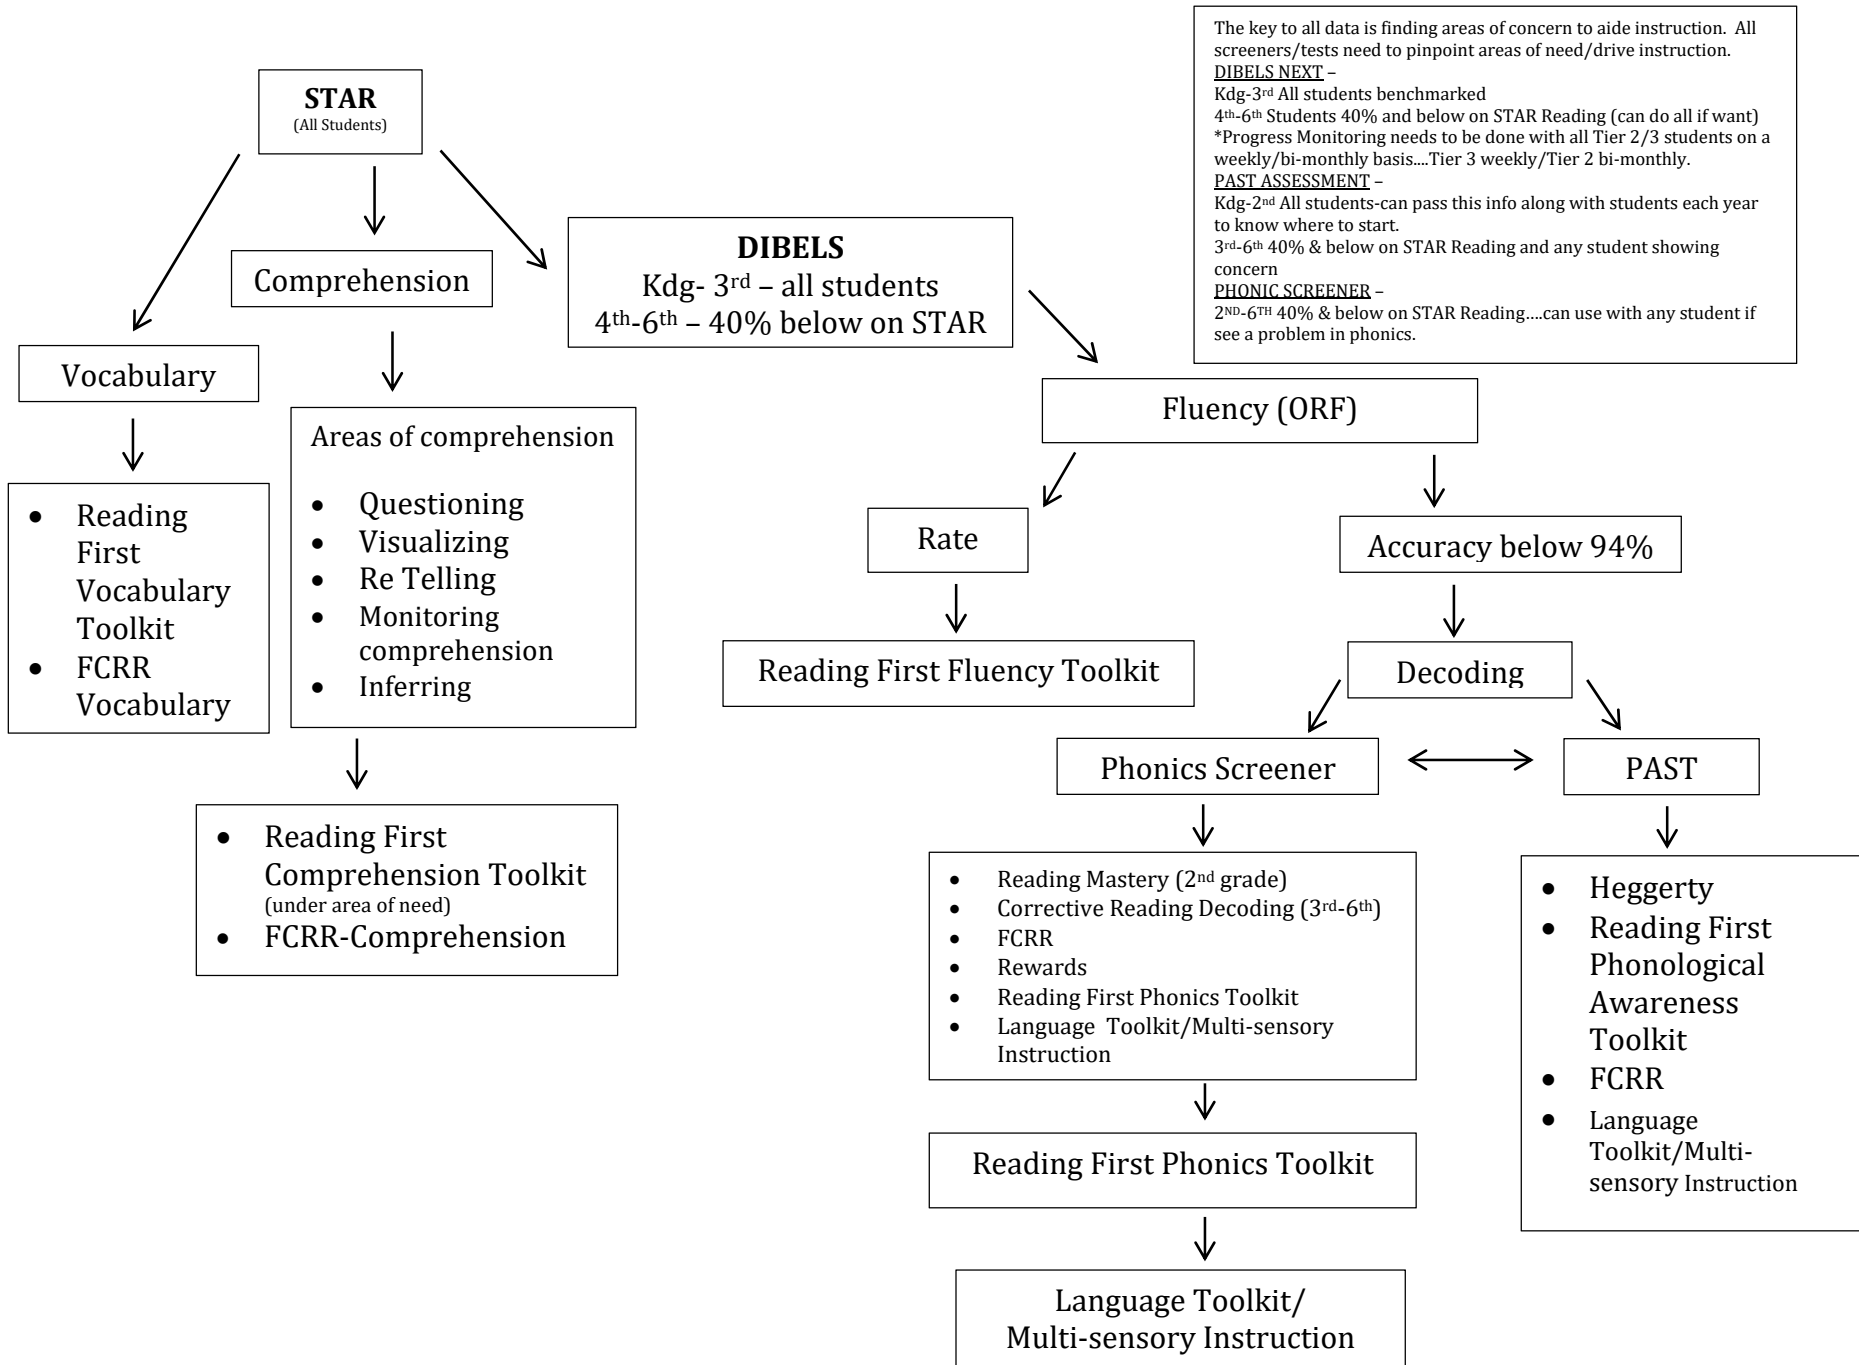 The key to all data is finding areas of concern to aide instruction.  All
screeners/tests need to pinpoint areas of need/drive instruction.
DIBELS NEXT –
Kdg-3rd All students benchmarked
4th-6th Students 40% and below on STAR Reading (can do all if want)
*Progress Monitoring needs to be done with all Tier 2/3 students on a
weekly/bi-monthly basis....Tier 3 weekly/Tier 2 bi-monthly.
PAST ASSESSMENT –
Kdg-2nd All students-can pass this info along with students each year
to know where to start.
3rd-6th 40% & below on STAR Reading and any student showing
concern
PHONIC SCREENER –
2ND-6TH 40% & below on STAR Reading....can use with any student if
see a problem in phonics.
STAR
(All Students)
DIBELS
Kdg- 3rd – all students
4th-6th – 40% below on STAR
Comprehension
Vocabulary
Fluency (ORF)
Areas of comprehension
• Questioning
• Visualizing
• Re Telling
• Monitoring
comprehension
• Inferring
• Reading
First
Vocabulary
Toolkit
• FCRR
Vocabulary
Rate
Accuracy below 94%
Reading First Fluency Toolkit
Decoding
Phonics Screener
PAST
• Reading First
Comprehension Toolkit
(under area of need)
• FCRR-Comprehension
• Reading Mastery (2nd grade)
• Corrective Reading Decoding (3rd-6th)
• FCRR
• Rewards
• Reading First Phonics Toolkit
• Language  Toolkit/Multi-sensory
Instruction
• Heggerty
• Reading First
Phonological
Awareness
Toolkit
• FCRR
• Language
Toolkit/Multi-
sensory Instruction
Reading First Phonics Toolkit
Language Toolkit/
Multi-sensory Instruction